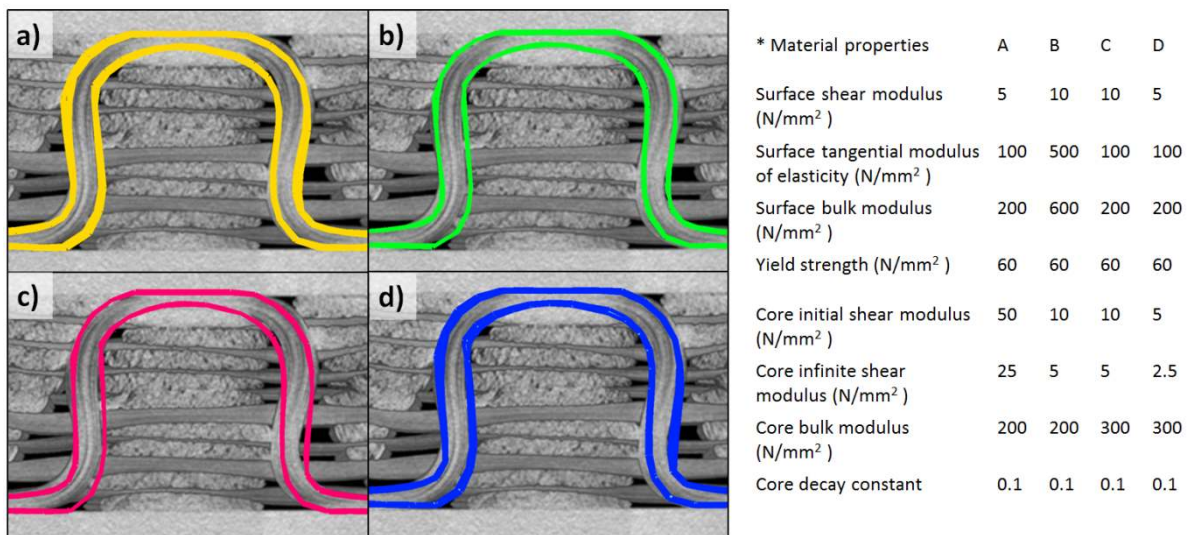 a)
b)
c)
d)
* Material properties A B C D
Surface shear modulus 5 10 10 5
(N/mm² )
Surface tangential modulus 100 500 100 100
of elasticity (N/mm² )
Surface bulk modulus 200 600 200 200
(N/mm² )
Yield strength (N/mm² ) 60 60 60 60
Core initial shear modulus 50 10 10 5
(N/mm² )
Core infinite shear 25 5 5 2.5
modulus (N/mm² )
Core bulk modulus 200 200 300 300
(N/mm² )
Core decay constant 0.1 0.1 0.1 0.1